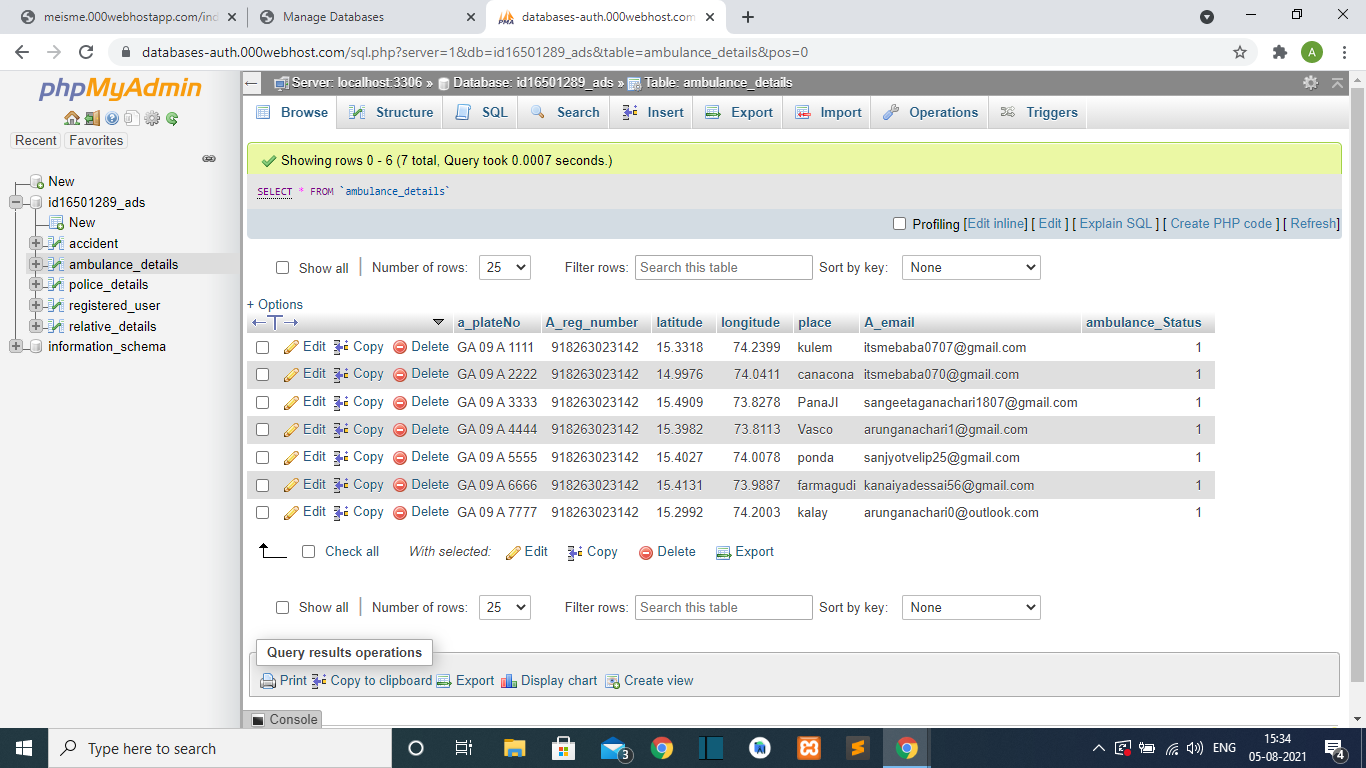 meisme.000webhostapp.com/ind
Manage Databases
databases-auth.000webhost.com
databases-auth.000webhost.com/sql.php?server=1&db=id16501289_ads&table=ambulance_details&pos=0
A
phpMyAdmin
Recent Favorites
New
id16501289_ads
New
accident
ambulance_details
police_details
registered_user
relative_details
information_schema
Server: localhost:3306 » Database: id16501289_ads » Table: ambulance_details
Browse Structure SQL Search Insert Export Import Operations Triggers
Showing rows 0 - 6 (7 total, Query took 0.0007 seconds.)
SELECT * FROM `ambulance_details`
Profiling [Edit inline] [ Edit ] [ Explain SQL ] [ Create PHP code ] [ Refresh]
Show all | Number of rows: 25 Filter rows: Search this table Sort by key: None
+ Options
←T→ a_plateNo A_reg_number latitude longitude place A_email ambulance_Status
Edit Copy Delete GA 09 A 1111 918263023142 15.3318 74.2399 kulem itsmebaba0707@gmail.com 1
Edit Copy Delete GA 09 A 2222 918263023142 14.9976 74.0411 canacona itsmebaba070@gmail.com 1
Edit Copy Delete GA 09 A 3333 918263023142 15.4909 73.8278 PanaJI sangeetaganachari1807@gmail.com 1
Edit Copy Delete GA 09 A 4444 918263023142 15.3982 73.8113 Vasco arunganachari1@gmail.com 1
Edit Copy Delete GA 09 A 5555 918263023142 15.4027 74.0078 ponda sanjyotvelip25@gmail.com 1
Edit Copy Delete GA 09 A 6666 918263023142 15.4131 73.9887 farmagudi kanaiyadessai56@gmail.com 1
Edit Copy Delete GA 09 A 7777 918263023142 15.2992 74.2003 kalay arunganachari0@outlook.com 1
Check all With selected: Edit Copy Delete Export
Show all | Number of rows: 25 Filter rows: Search this table Sort by key: None
Query results operations
Print Copy to clipboard Export Display chart Create view
Console
Type here to search
3
ENG
15:34
05-08-2021
4